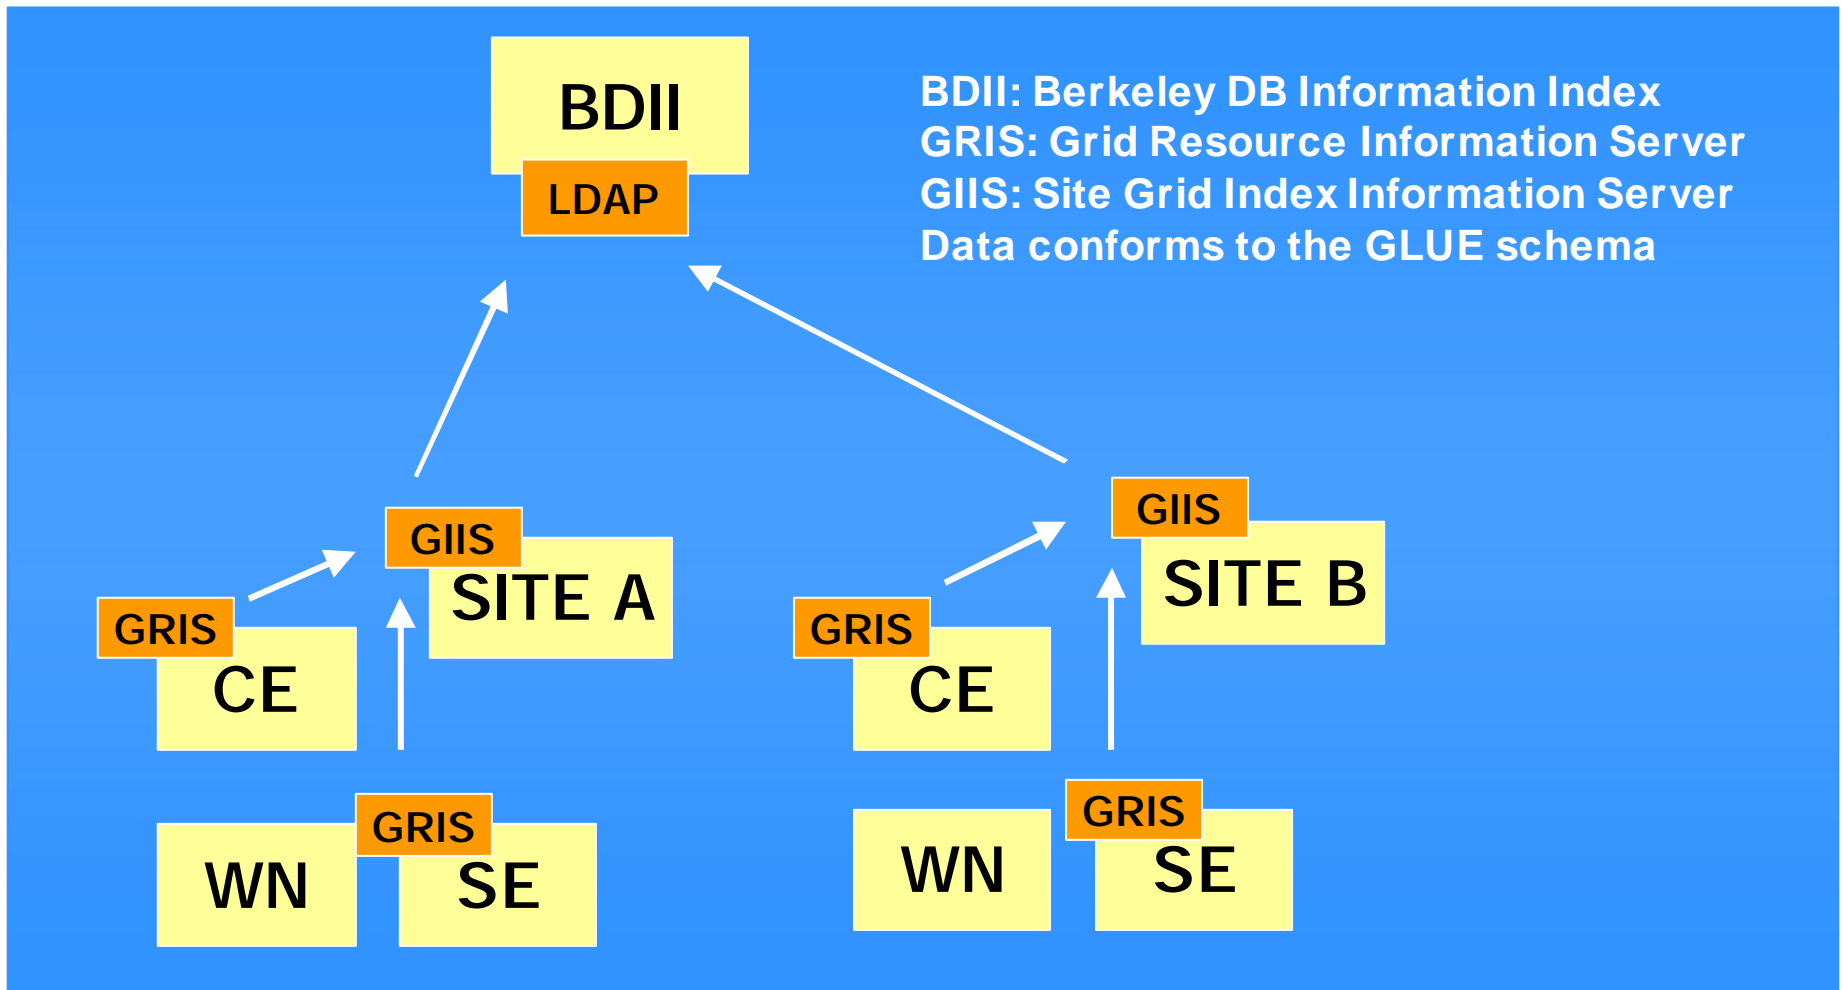 BDII
LDAP
BDII: Berkeley DB Information Index
GRIS: Grid Resource Information Server
GIIS: Site Grid Index Information Server
Data conforms to the GLUE schema
GIIS
SITE A
GRIS
CE
WN
GRIS
SE
GIIS
SITE B
GRIS
CE
WN
GRIS
SE